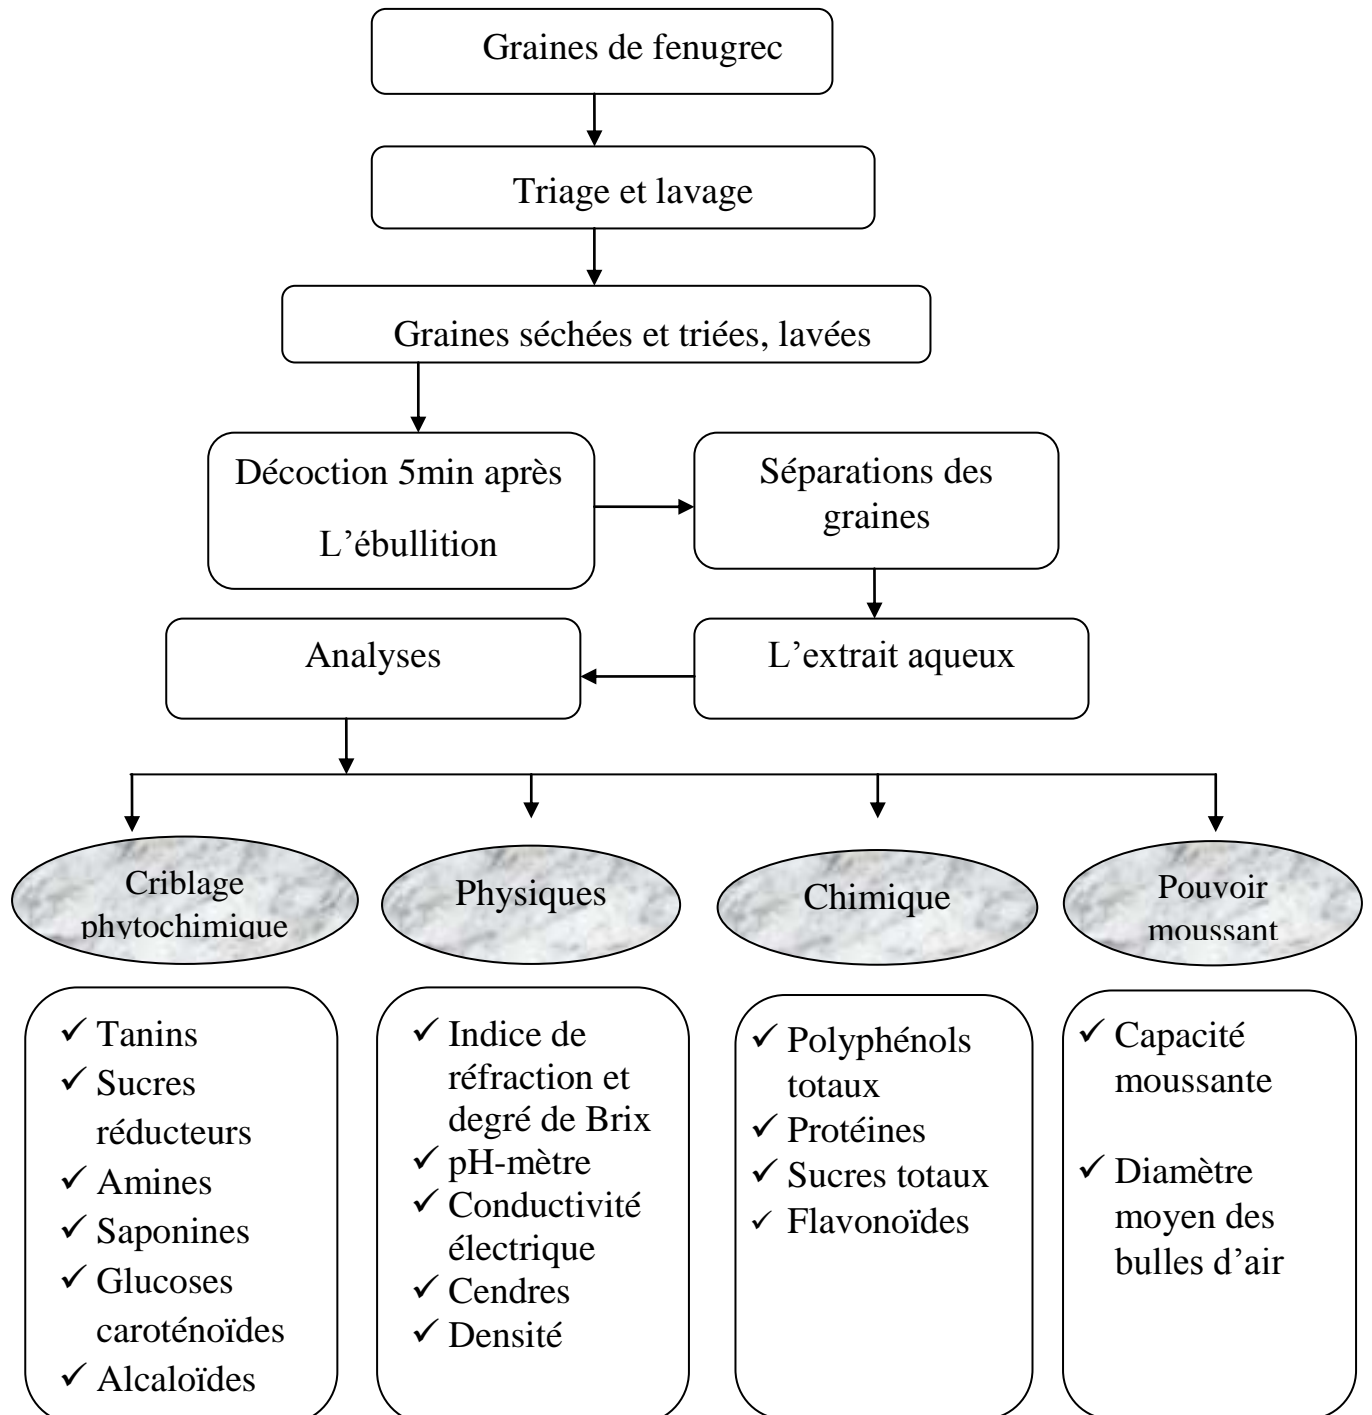 Graines de fenugrec
Triage et lavage
Graines séchées et triées, lavées
Décoction 5min après
L’ébullition
Séparations des
graines
L’extrait aqueux
Analyses
Criblage
phytochimique
Physiques
Chimique
Pouvoir
moussant
✓ Tanins
✓ Sucres
réducteurs
✓ Amines
✓ Saponines
✓ Glucoses
caroténoïdes
✓ Alcaloïdes
✓ Indice de
réfraction et
degré de Brix
✓ pH-mètre
✓ Conductivité
électrique
✓ Cendres
✓ Densité
✓ Polyphénols
totaux
✓ Protéines
✓ Sucres totaux
✓ Flavonoïdes
✓ Capacité
moussante
✓ Diamètre
moyen des
bulles d’air